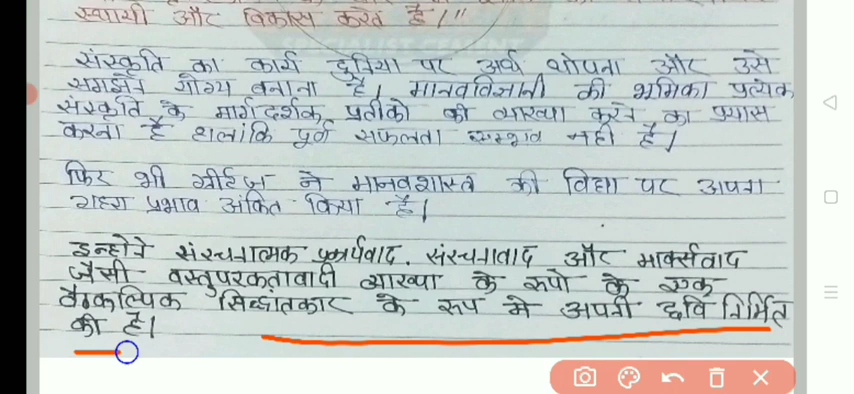 स्थायी और विकास करते हैं।"
संस्कृति का कार्य दुनिया पर अर्थ थोपना और उसे
समझने योग्य बनाना है। मानवविज्ञानी की भूमिका प्रत्येक
संस्कृति के मार्गदर्शक प्रतीको की व्याख्या करने का प्रयास
करना है हालांकि पूर्ण सफलता सम्भव नही है।
फिर भी गीर्ट्ज ने मानवशास्त्र की विद्या पर अपना
गहरा प्रभाव अंकित किया है।
इन्होने संरचनात्मक प्रकार्यवाद, संरचनावाद और मार्क्सवाद
जैसी वस्तुपरकतावादी व्याख्या के रूपो के एक
वैकल्पिक सिद्धांतकार के रूप मे अपनी छवि निर्मित
की है।